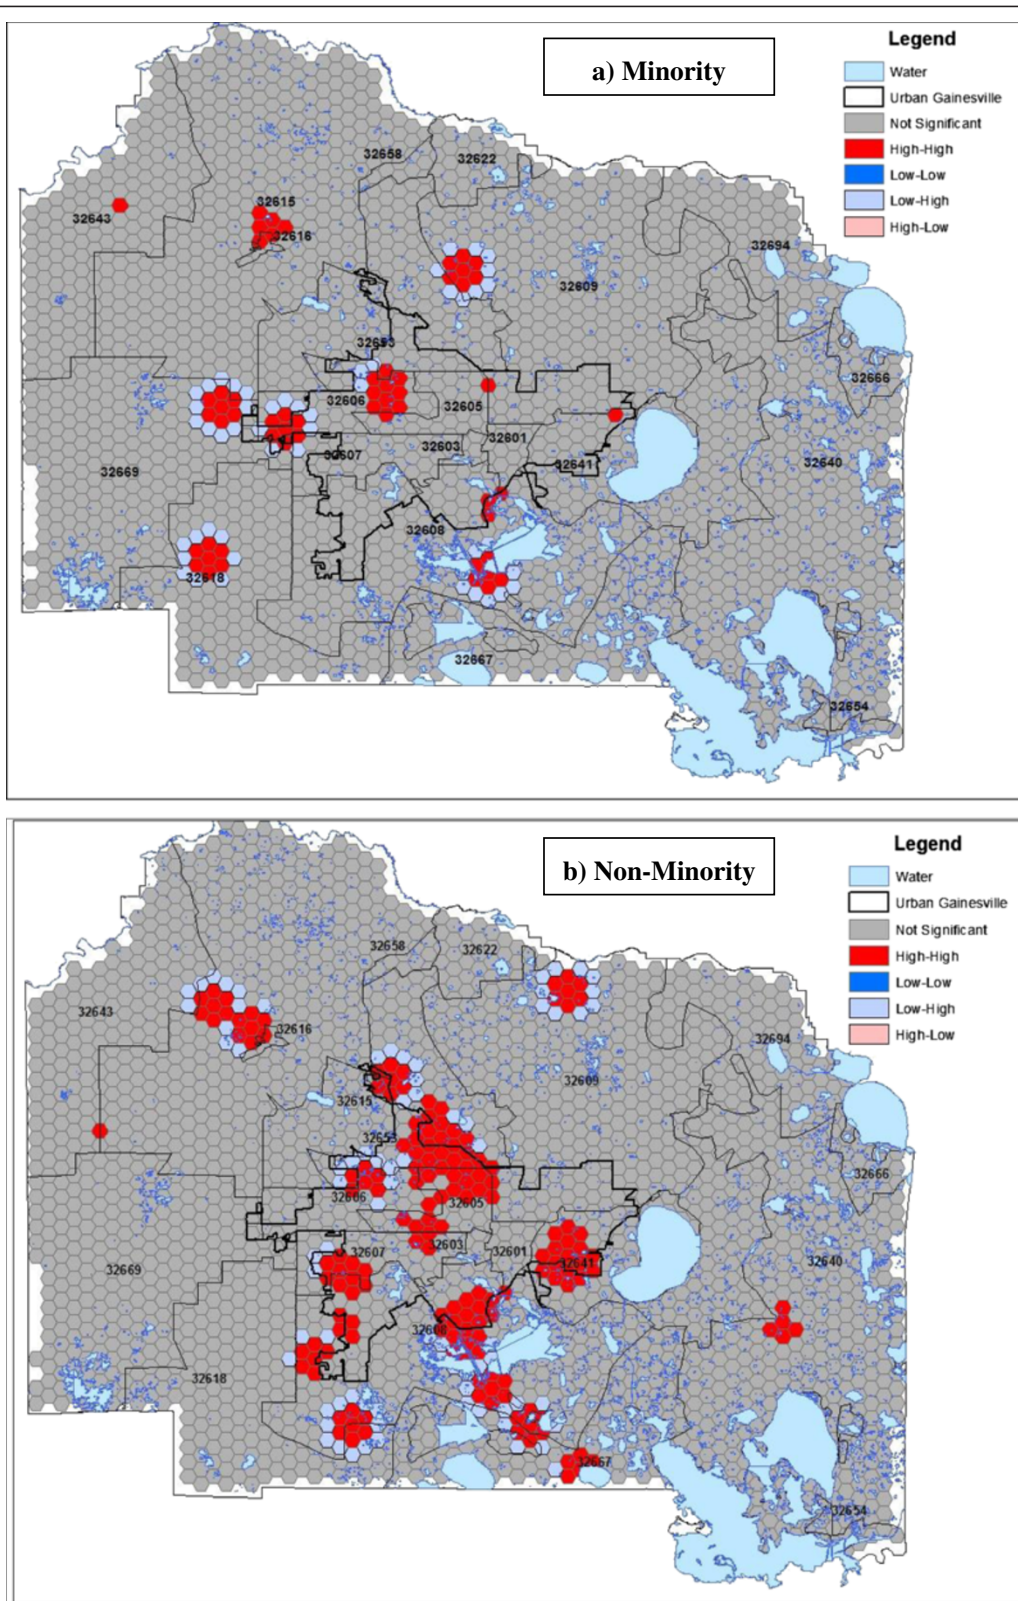 a) Minority
Legend
Water
Urban Gainesville
Not Significant
High-High
Low-Low
Low-High
High-Low
32658
32622
32615
32643
32616
32694
32609
32653
32666
32606
32605
32603
32601
32607
32641
32640
32669
32608
32618
32667
32654
b) Non-Minority
Legend
Water
Urban Gainesville
Not Significant
High-High
Low-Low
Low-High
High-Low
32658
32622
32643
32616
32694
32609
32615
32653
32666
32606
32605
32603
32601
32607
32641
32640
32669
32608
32618
32667
32654